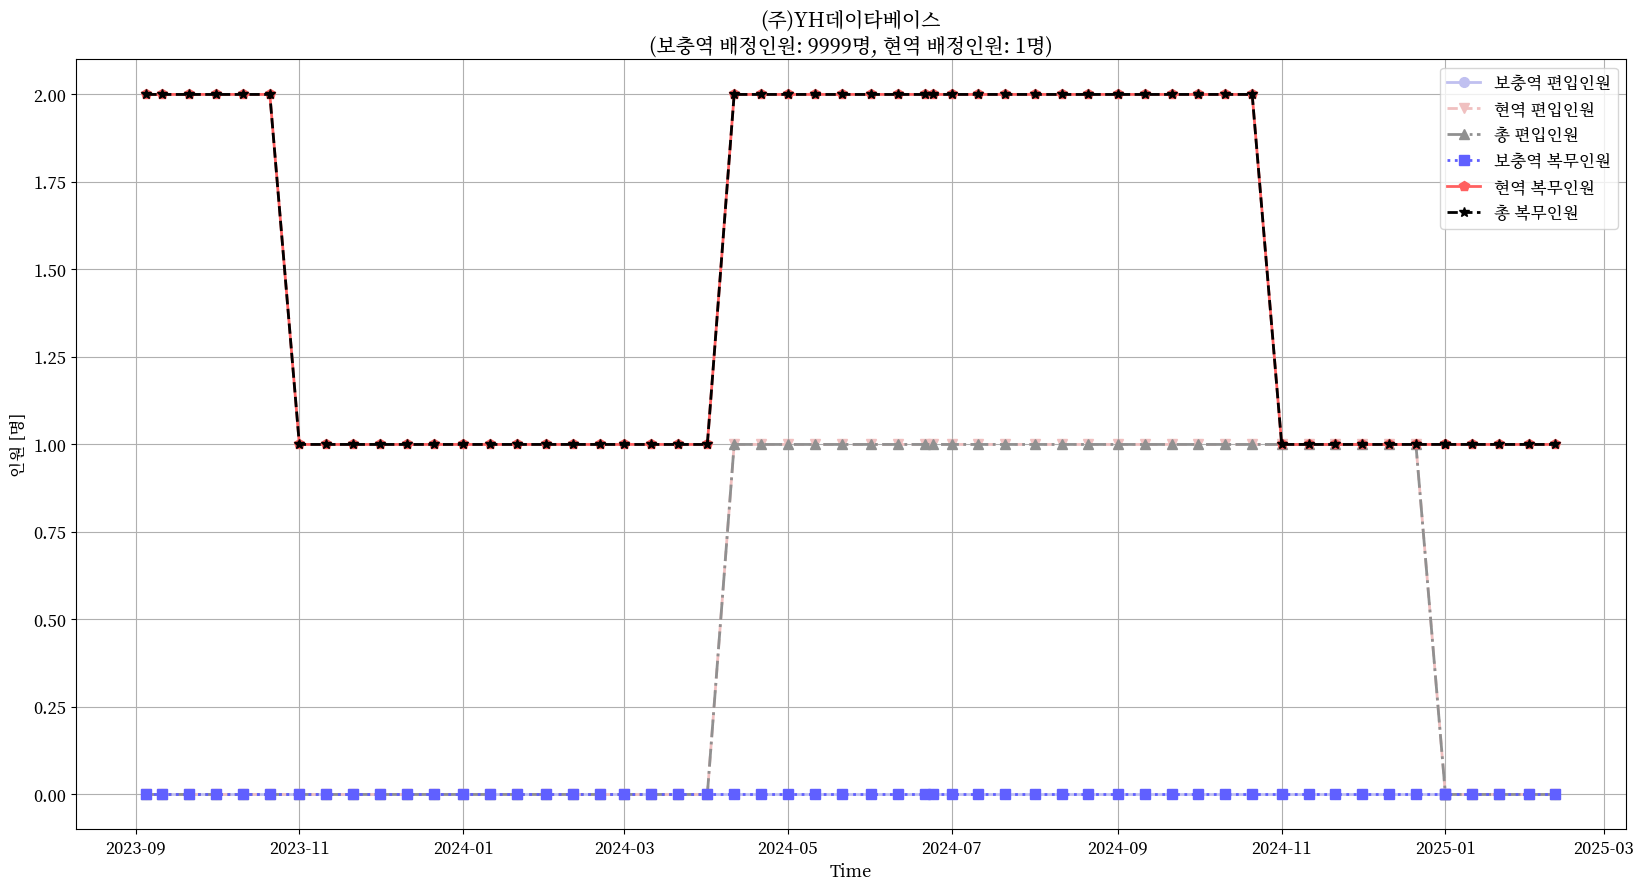 (주)YH데이타베이스
(보충역 배정인원: 9999명, 현역 배정인원: 1명)
보충역 편입인원
현역 편입인원
총 편입인원
보충역 복무인원
현역 복무인원
총 복무인원
2.00
1.75
1.50
1.25
1.00
0.75
0.50
0.25
0.00
인원 [명]
2023-09
2023-11
2024-01
2024-03
2024-05
2024-07
2024-09
2024-11
2025-01
2025-03
Time